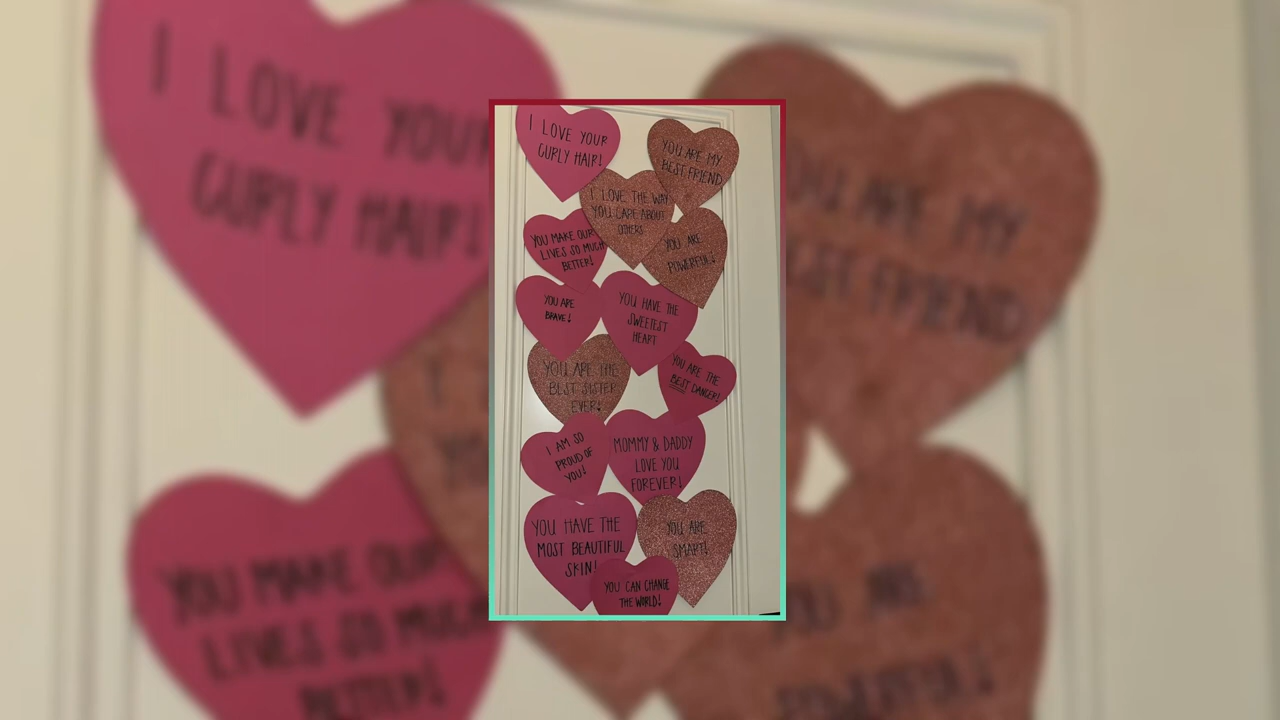 I LOVE YOUR
CURLY HAIR!
YOU ARE MY
BEST FRIEND
I LOVE THE WAY
YOU CARE ABOUT
OTHERS
YOU MAKE OUR
LIVES SO MUCH
BETTER!
YOU ARE
POWERFUL!
YOU ARE
BRAVE!
YOU HAVE THE
SWEETEST
HEART
YOU ARE THE
BEST SISTER
EVER!
YOU ARE THE
BEST DANCER!
I AM SO
PROUD OF
YOU!
MOMMY & DADDY
LOVE YOU
FOREVER!
YOU HAVE THE
MOST BEAUTIFUL
SKIN!
YOU ARE
SMART!
YOU CAN CHANGE
THE WORLD!